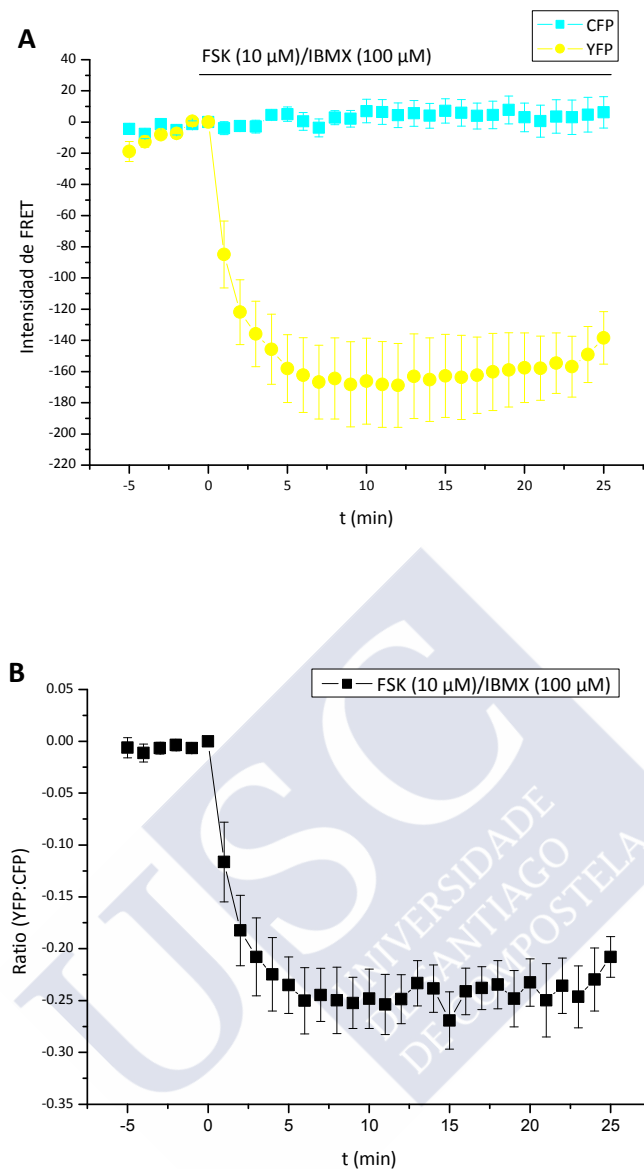 A
FSK (10 µM)/IBMX (100 µM)
CFP
YFP
40
20
0
-20
-40
-60
-80
-100
-120
-140
-160
-180
-200
-220
Intensidad de FRET
-5 0 5 10 15 20 25
t (min)
B
FSK (10 µM)/IBMX (100 µM)
0.05
0.00
-0.05
-0.10
-0.15
-0.20
-0.25
-0.30
-0.35
Ratio (YFP:CFP)
-5 0 5 10 15 20 25
t (min)
USC
UNIVERSIDADE
DE SANTIAGO
DE COMPOSTELA